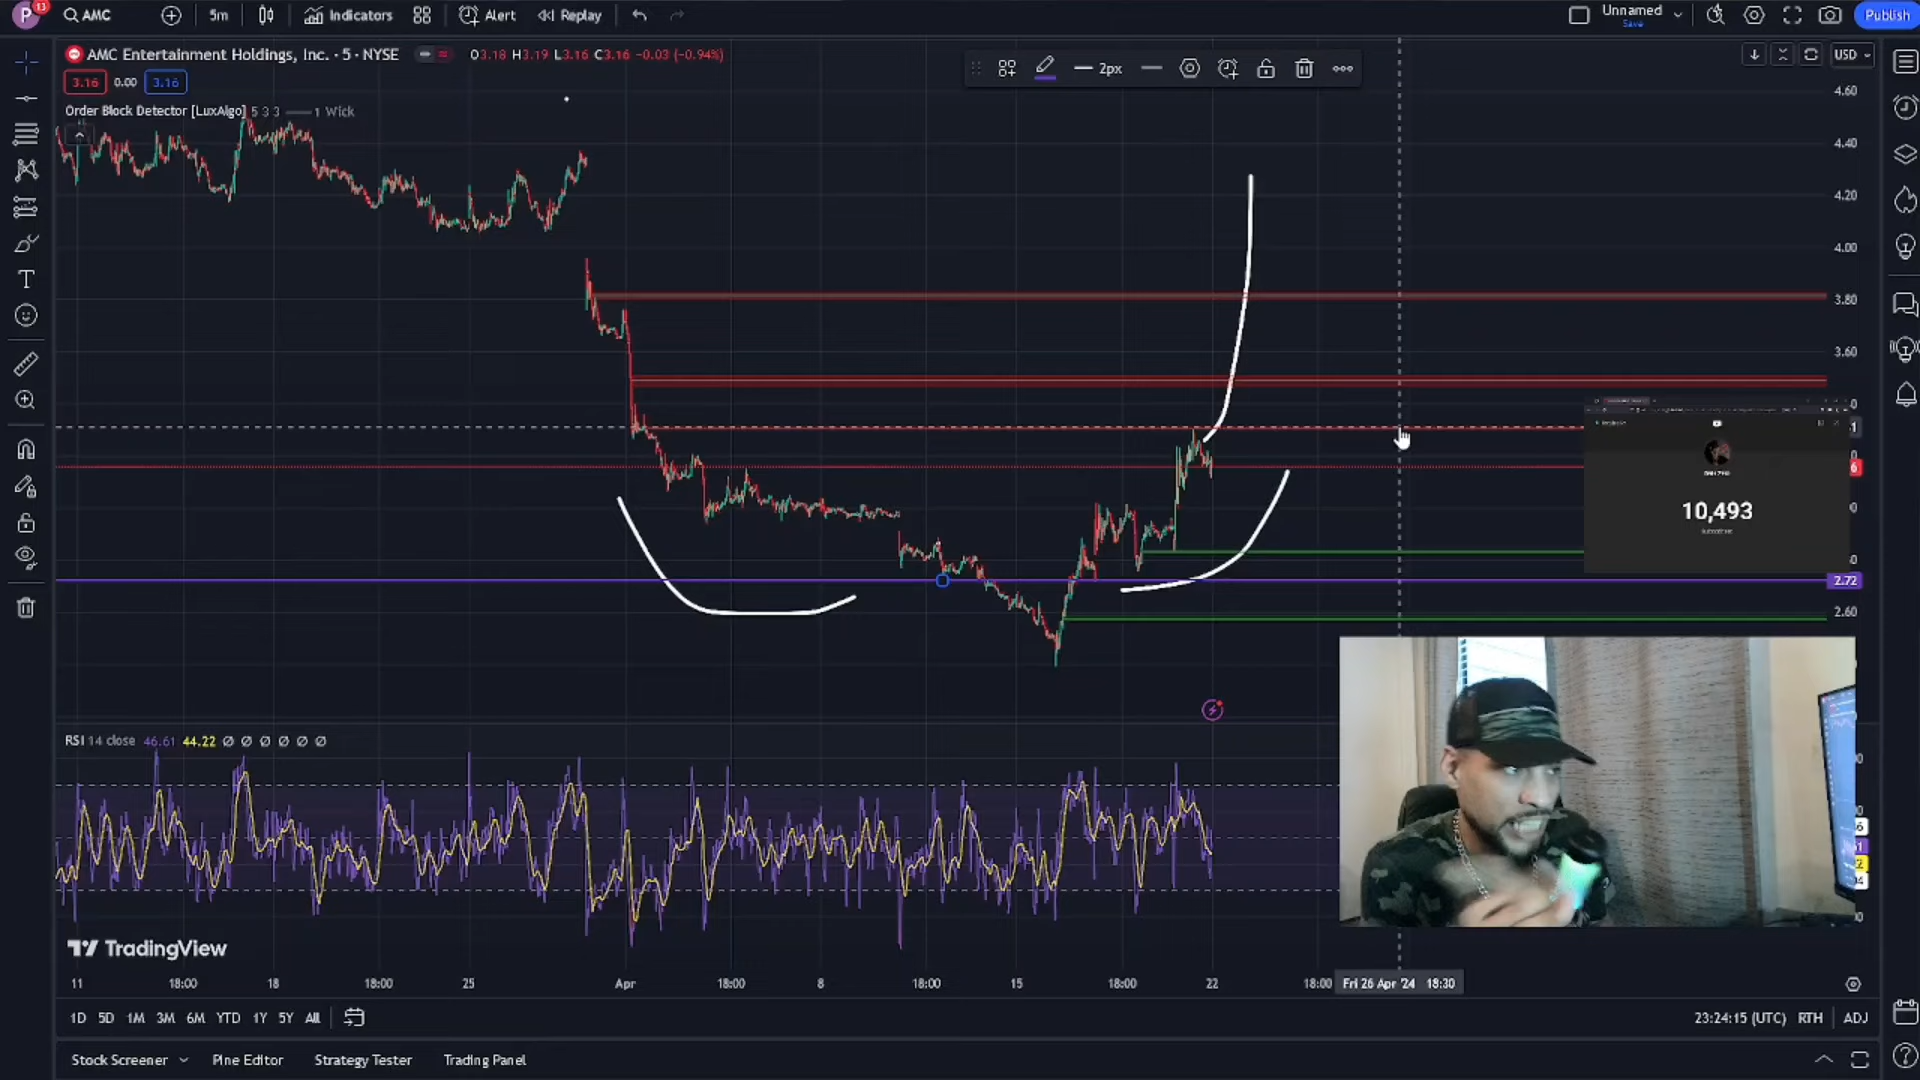 P 13 AMC 5m Indicators Alert Replay Unnamed Save Publish
AMC Entertainment Holdings, Inc. · 5 · NYSE O3.18 H3.19 L3.16 C3.16 −0.03 (−0.94%)
2px
USD
3.16 0.00 3.16
Order Block Detector [LuxAlgo] 5 3 3 1 Wick
4.60
4.40
4.20
4.00
3.80
3.60
10,493
2.72
2.60
RSI 14 close 46.61 44.22 Ø Ø Ø Ø Ø Ø
TradingView
11 18:00 18 18:00 25 Apr 18:00 8 18:00 15 18:00 22 18:00 Fri 26 Apr '24 18:30
1D 5D 1M 3M 6M YTD 1Y 5Y All 23:24:15 (UTC) RTH ADJ
Stock Screener Pine Editor Strategy Tester Trading Panel